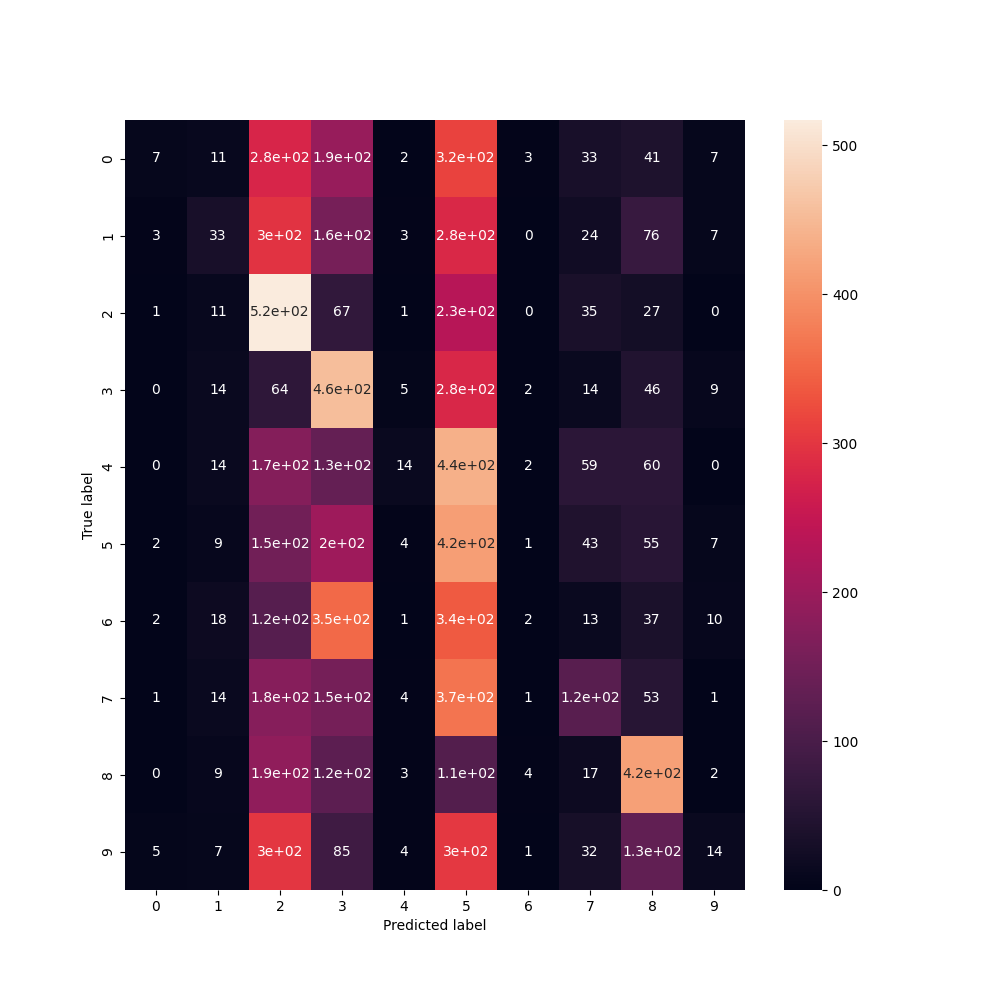 0 7 11 2.8e+02 1.9e+02 2 3.2e+02 3 33 41 7
1 3 33 3e+02 1.6e+02 3 2.8e+02 0 24 76 7
2 1 11 5.2e+02 67 1 2.3e+02 0 35 27 0
3 0 14 64 4.6e+02 5 2.8e+02 2 14 46 9
4 0 14 1.7e+02 1.3e+02 14 4.4e+02 2 59 60 0
5 2 9 1.5e+02 2e+02 4 4.2e+02 1 43 55 7
6 2 18 1.2e+02 3.5e+02 1 3.4e+02 2 13 37 10
7 1 14 1.8e+02 1.5e+02 4 3.7e+02 1 1.2e+02 53 1
8 0 9 1.9e+02 1.2e+02 3 1.1e+02 4 17 4.2e+02 2
9 5 7 3e+02 85 4 3e+02 1 32 1.3e+02 14
0 1 2 3 4 5 6 7 8 9
Predicted label
True label
500
400
300
200
100
0